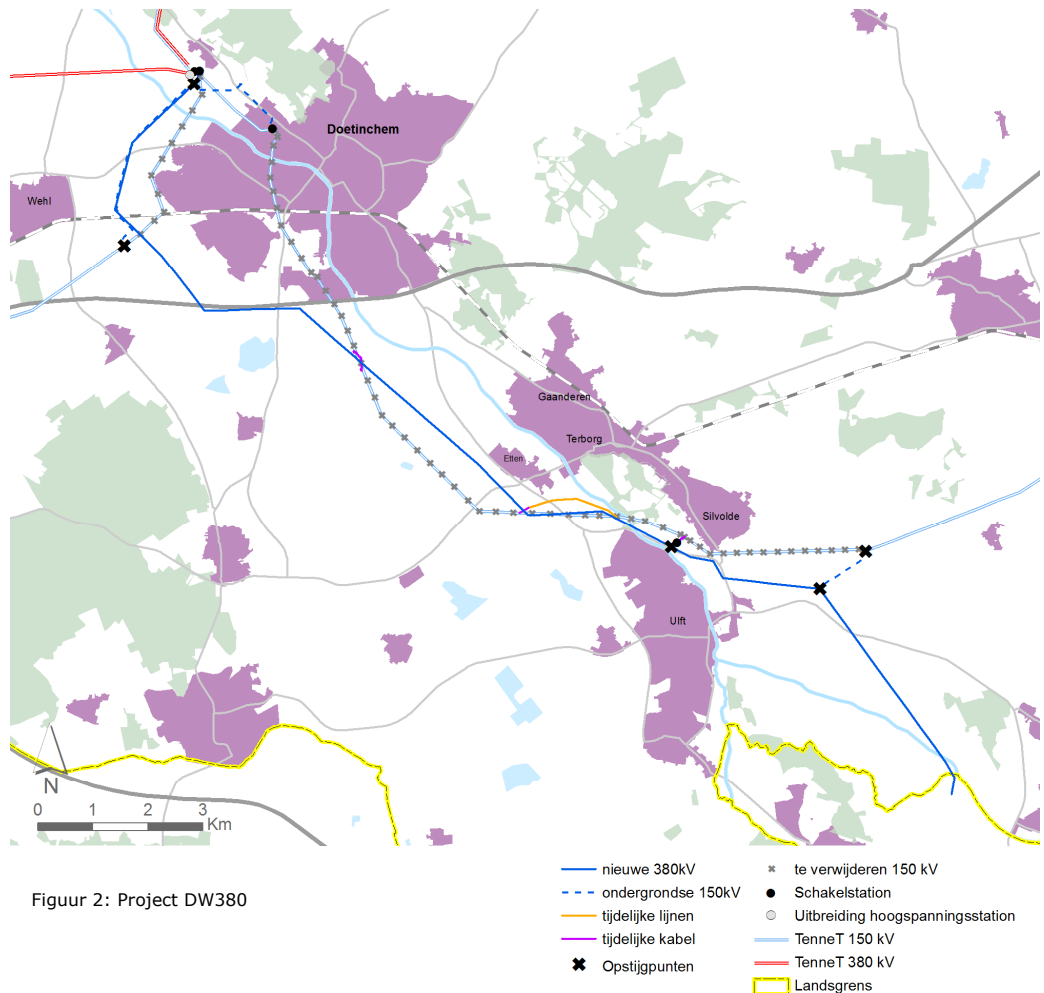 Doetinchem
Wehl
Gaanderen
Terborg
Etten
Silvolde
Ulft
N
0 1 2 3
Km
Figuur 2: Project DW380
nieuwe 380kV
ondergrondse 150kV
tijdelijke lijnen
tijdelijke kabel
Opstijgpunten
te verwijderen 150 kV
Schakelstation
Uitbreiding hoogspanningsstation
TenneT 150 kV
TenneT 380 kV
Landsgrens